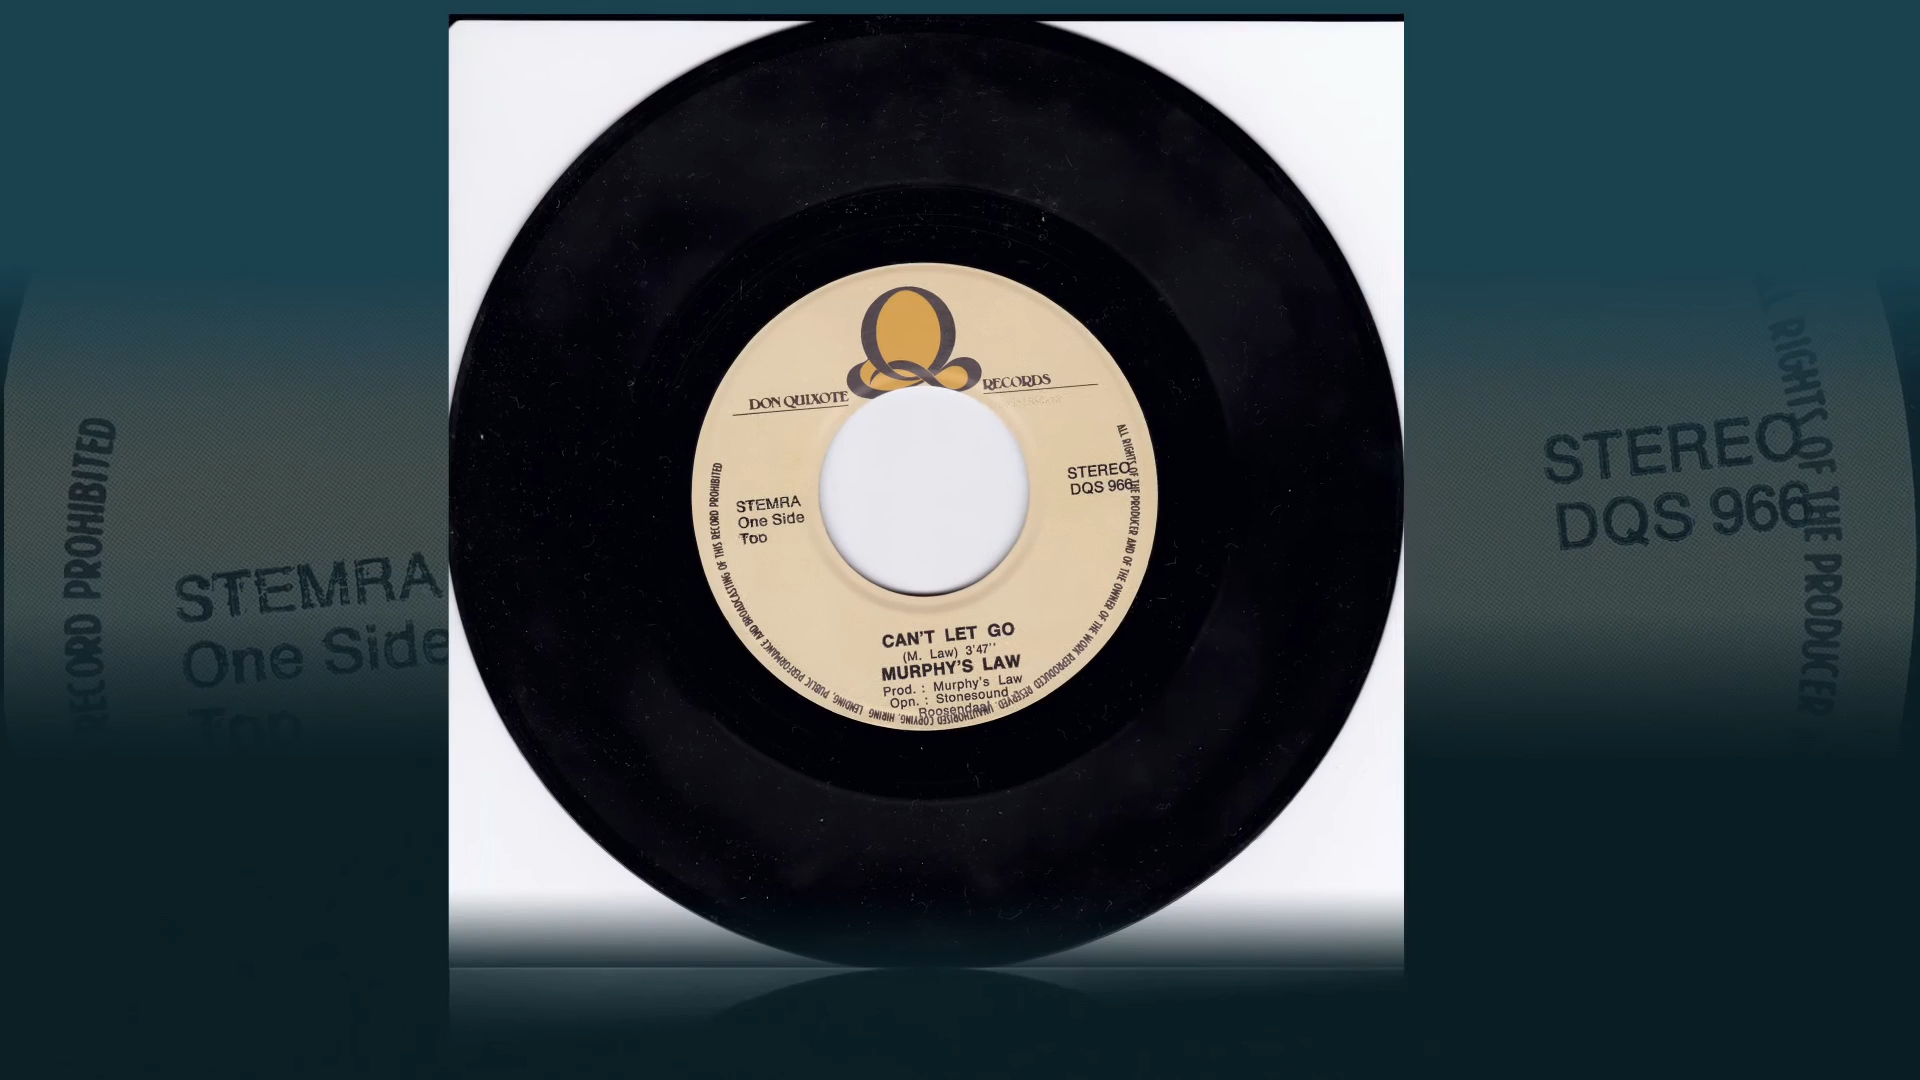 DON QUIXOTE RECORDS
STEREO
DQS 966
STEMRA
One Side
Too
CAN'T LET GO
(M. Law) 3'47''
MURPHY'S LAW
Prod. : Murphy's Law
Opn. : Stonesound
Roosendaal
ALL RIGHTS OF THE PRODUCER AND OF THE OWNER OF THE WORK REPRODUCED RESERVED. UNAUTHORISED COPYING, HIRING, LENDING, PUBLIC PERFORMANCE AND BROADCASTING OF THIS RECORD PROHIBITED
RECORD PROHIBITED
STEMRA
One Side
Too
STEREO
DQS 966
ALL RIGHTS OF THE PRODUCER